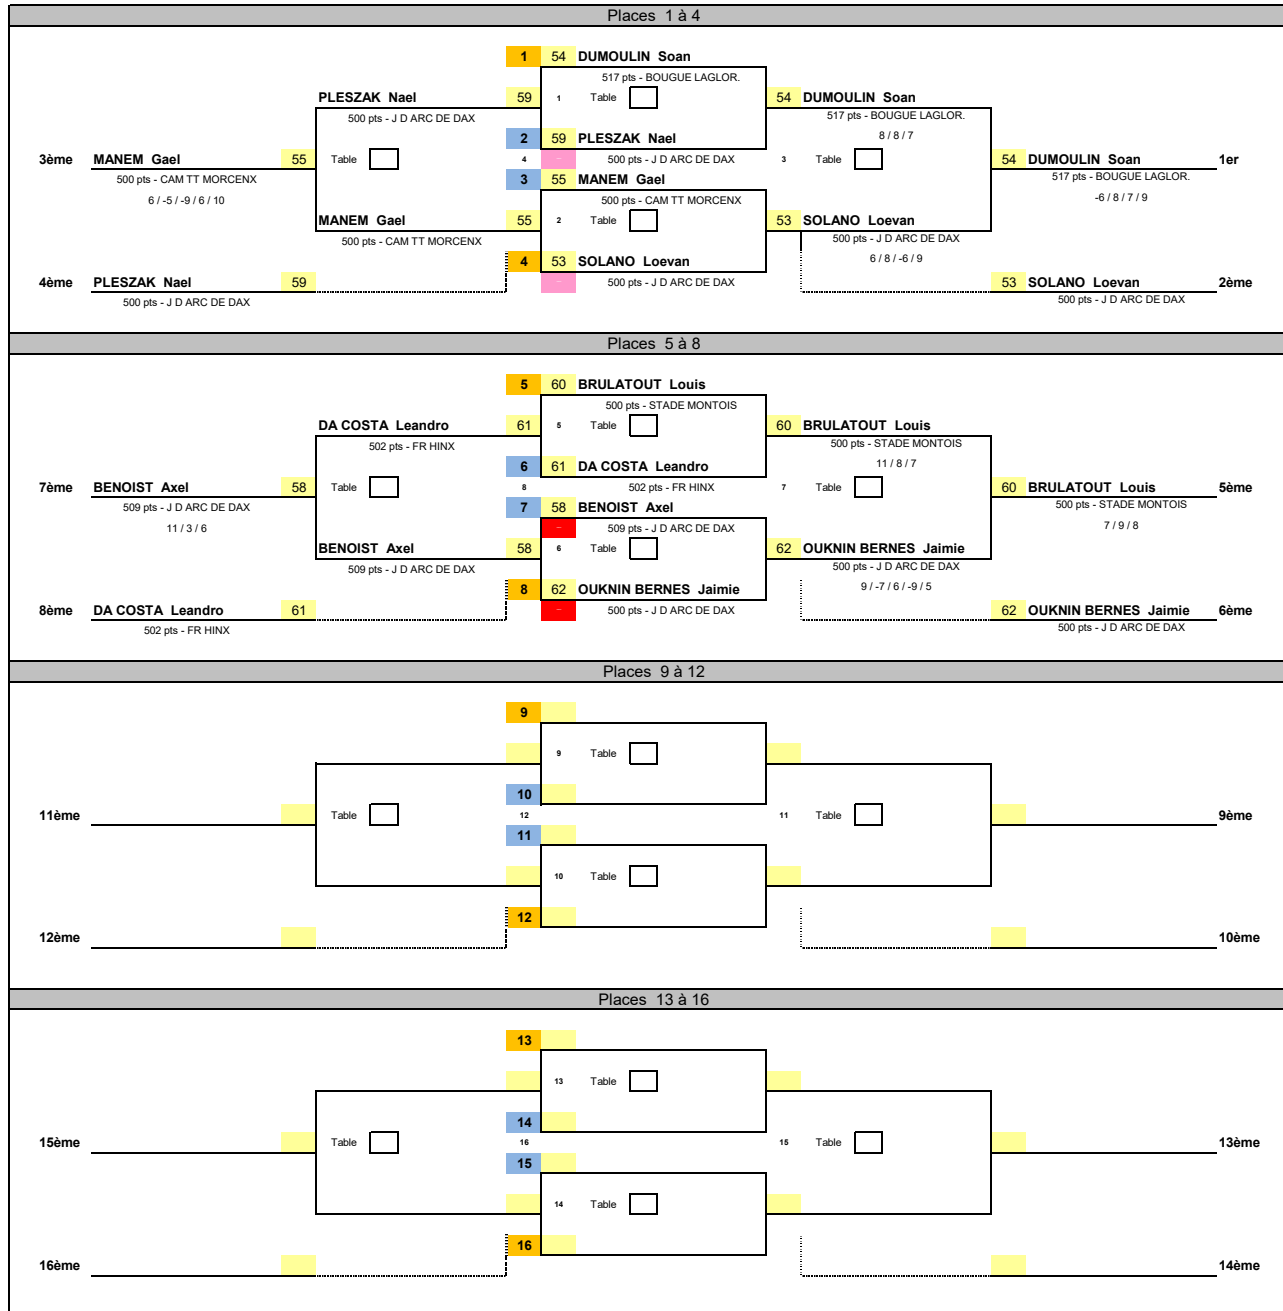 Places 1 à 4
1 54 DUMOULIN Soan
517 pts - BOUGUE LAGLOR.
PLESZAK Nael 59 1 Table 54 DUMOULIN Soan
500 pts - J D ARC DE DAX 517 pts - BOUGUE LAGLOR.
2 59 PLESZAK Nael 8 / 8 / 7
3ème MANEM Gael 55 Table 4 500 pts - J D ARC DE DAX 3 Table 54 DUMOULIN Soan 1er
500 pts - CAM TT MORCENX 3 55 MANEM Gael 517 pts - BOUGUE LAGLOR.
6 / -5 / -9 / 6 / 10 500 pts - CAM TT MORCENX -6 / 8 / 7 / 9
MANEM Gael 55 2 Table 53 SOLANO Loevan
500 pts - CAM TT MORCENX 500 pts - J D ARC DE DAX
4 53 SOLANO Loevan 6 / 8 / -6 / 9
4ème PLESZAK Nael 59 500 pts - J D ARC DE DAX 53 SOLANO Loevan 2ème
500 pts - J D ARC DE DAX 500 pts - J D ARC DE DAX
Places 5 à 8
5 60 BRULATOUT Louis
500 pts - STADE MONTOIS
DA COSTA Leandro 61 5 Table 60 BRULATOUT Louis
502 pts - FR HINX 500 pts - STADE MONTOIS
6 61 DA COSTA Leandro 11 / 8 / 7
7ème BENOIST Axel 58 Table 8 502 pts - FR HINX 7 Table 60 BRULATOUT Louis 5ème
509 pts - J D ARC DE DAX 7 58 BENOIST Axel 500 pts - STADE MONTOIS
11 / 3 / 6 509 pts - J D ARC DE DAX 7 / 9 / 8
BENOIST Axel 58 6 Table 62 OUKNIN BERNES Jaimie
509 pts - J D ARC DE DAX 500 pts - J D ARC DE DAX
8 62 OUKNIN BERNES Jaimie 9 / -7 / 6 / -9 / 5
8ème DA COSTA Leandro 61 500 pts - J D ARC DE DAX 62 OUKNIN BERNES Jaimie 6ème
502 pts - FR HINX 500 pts - J D ARC DE DAX
Places 9 à 12
9
9 Table
10
11ème Table 12 11 Table 9ème
11
10 Table
12
12ème 10ème
Places 13 à 16
13
13 Table
14
15ème Table 16 15 Table 13ème
15
14 Table
16
16ème 14ème